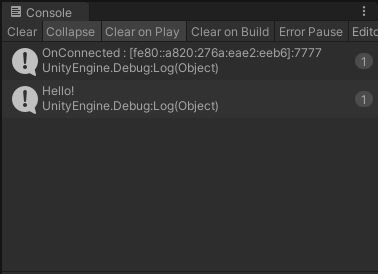 Console
Clear Collapse Clear on Play Clear on Build Error Pause Edito
OnConnected : [fe80::a820:276a:eae2:eeb6]:7777
UnityEngine.Debug:Log(Object)
1
Hello!
UnityEngine.Debug:Log(Object)
1